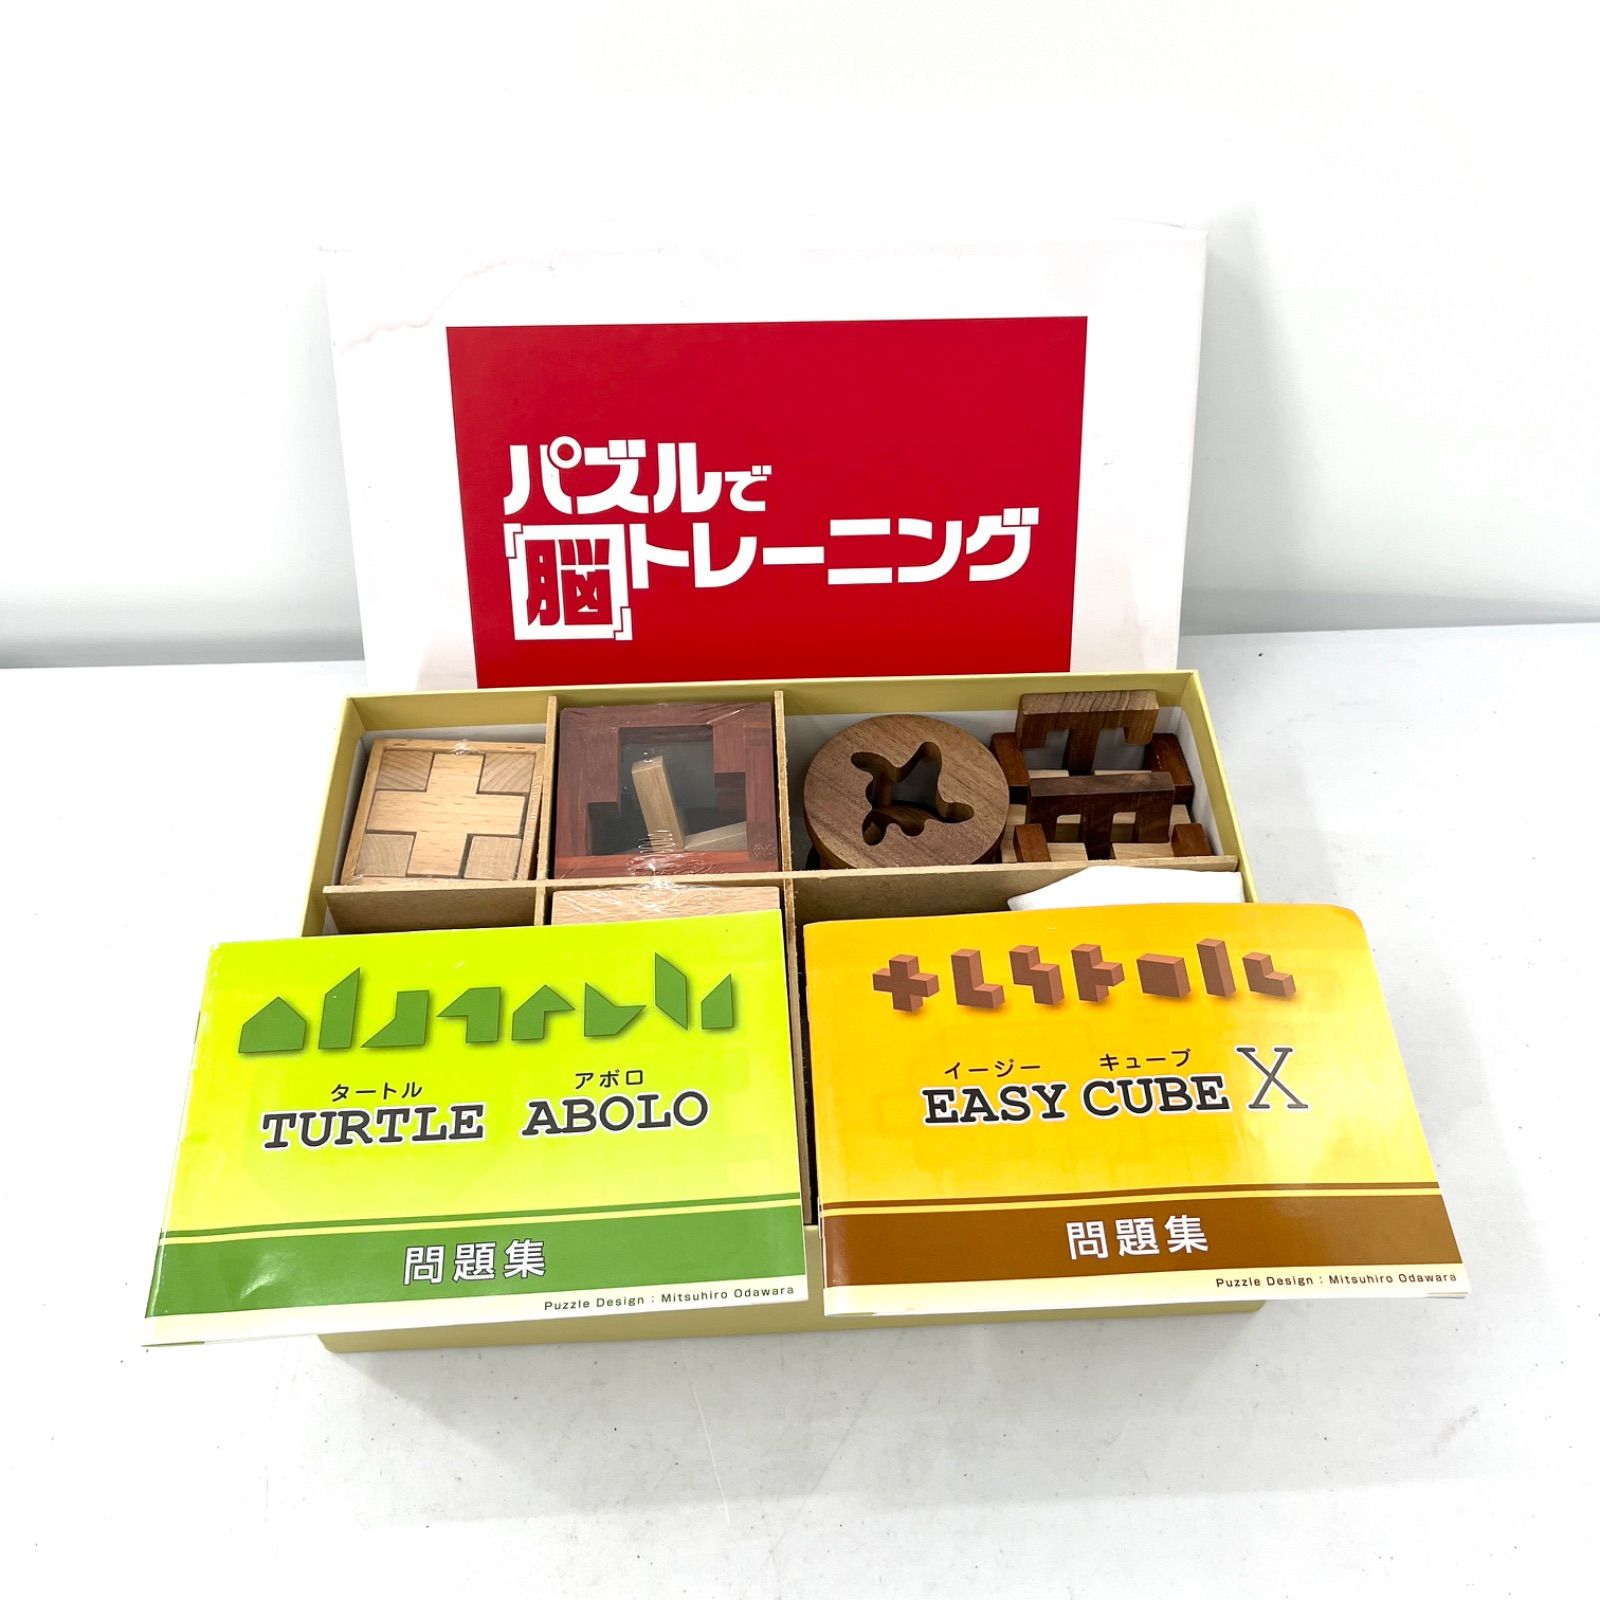 パズルで
「脳」トレーニング
タートル アボロ
TURTLE ABOLO
問題集
Puzzle Design : Mitsuhiro Odawara
イージー キューブ
EASY CUBE X
問題集
Puzzle Design : Mitsuhiro Odawara